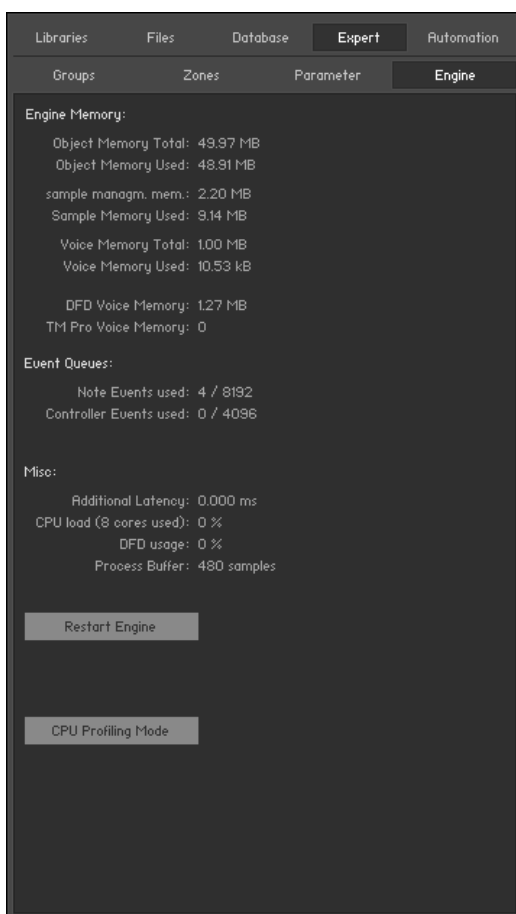 Libraries Files Database Expert Automation
Groups Zones Parameter Engine
Engine Memory:
Object Memory Total: 49.97 MB
Object Memory Used: 48.91 MB
sample managm. mem.: 2.20 MB
Sample Memory Used: 9.14 MB
Voice Memory Total: 1.00 MB
Voice Memory Used: 10.53 kB
DFD Voice Memory: 1.27 MB
TM Pro Voice Memory: 0
Event Queues:
Note Events used: 4 / 8192
Controller Events used: 0 / 4096
Misc:
Additional Latency: 0.000 ms
CPU load (8 cores used): 0 %
DFD usage: 0 %
Process Buffer: 480 samples
Restart Engine
CPU Profiling Mode